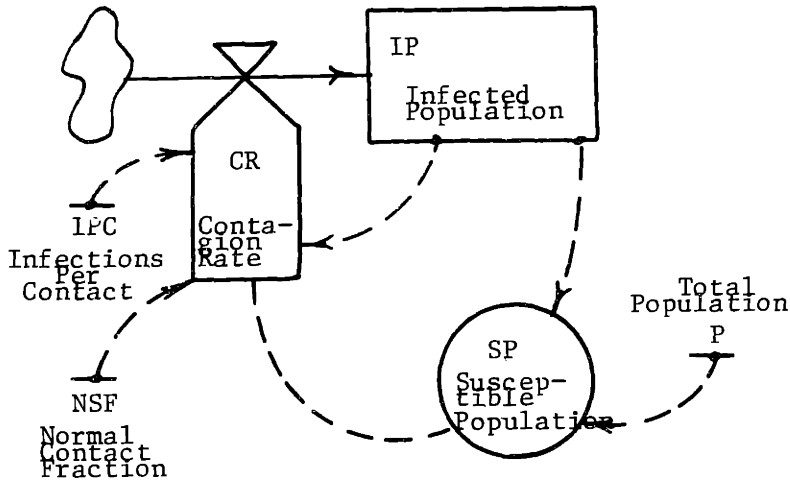 IP
Infected
Population
CR
Conta-
gion
Rate
IPC
Infections
Per
Contact
NSF
Normal
Contact
Fraction
SP
Suscep-
tible
Population
Total
Population
P